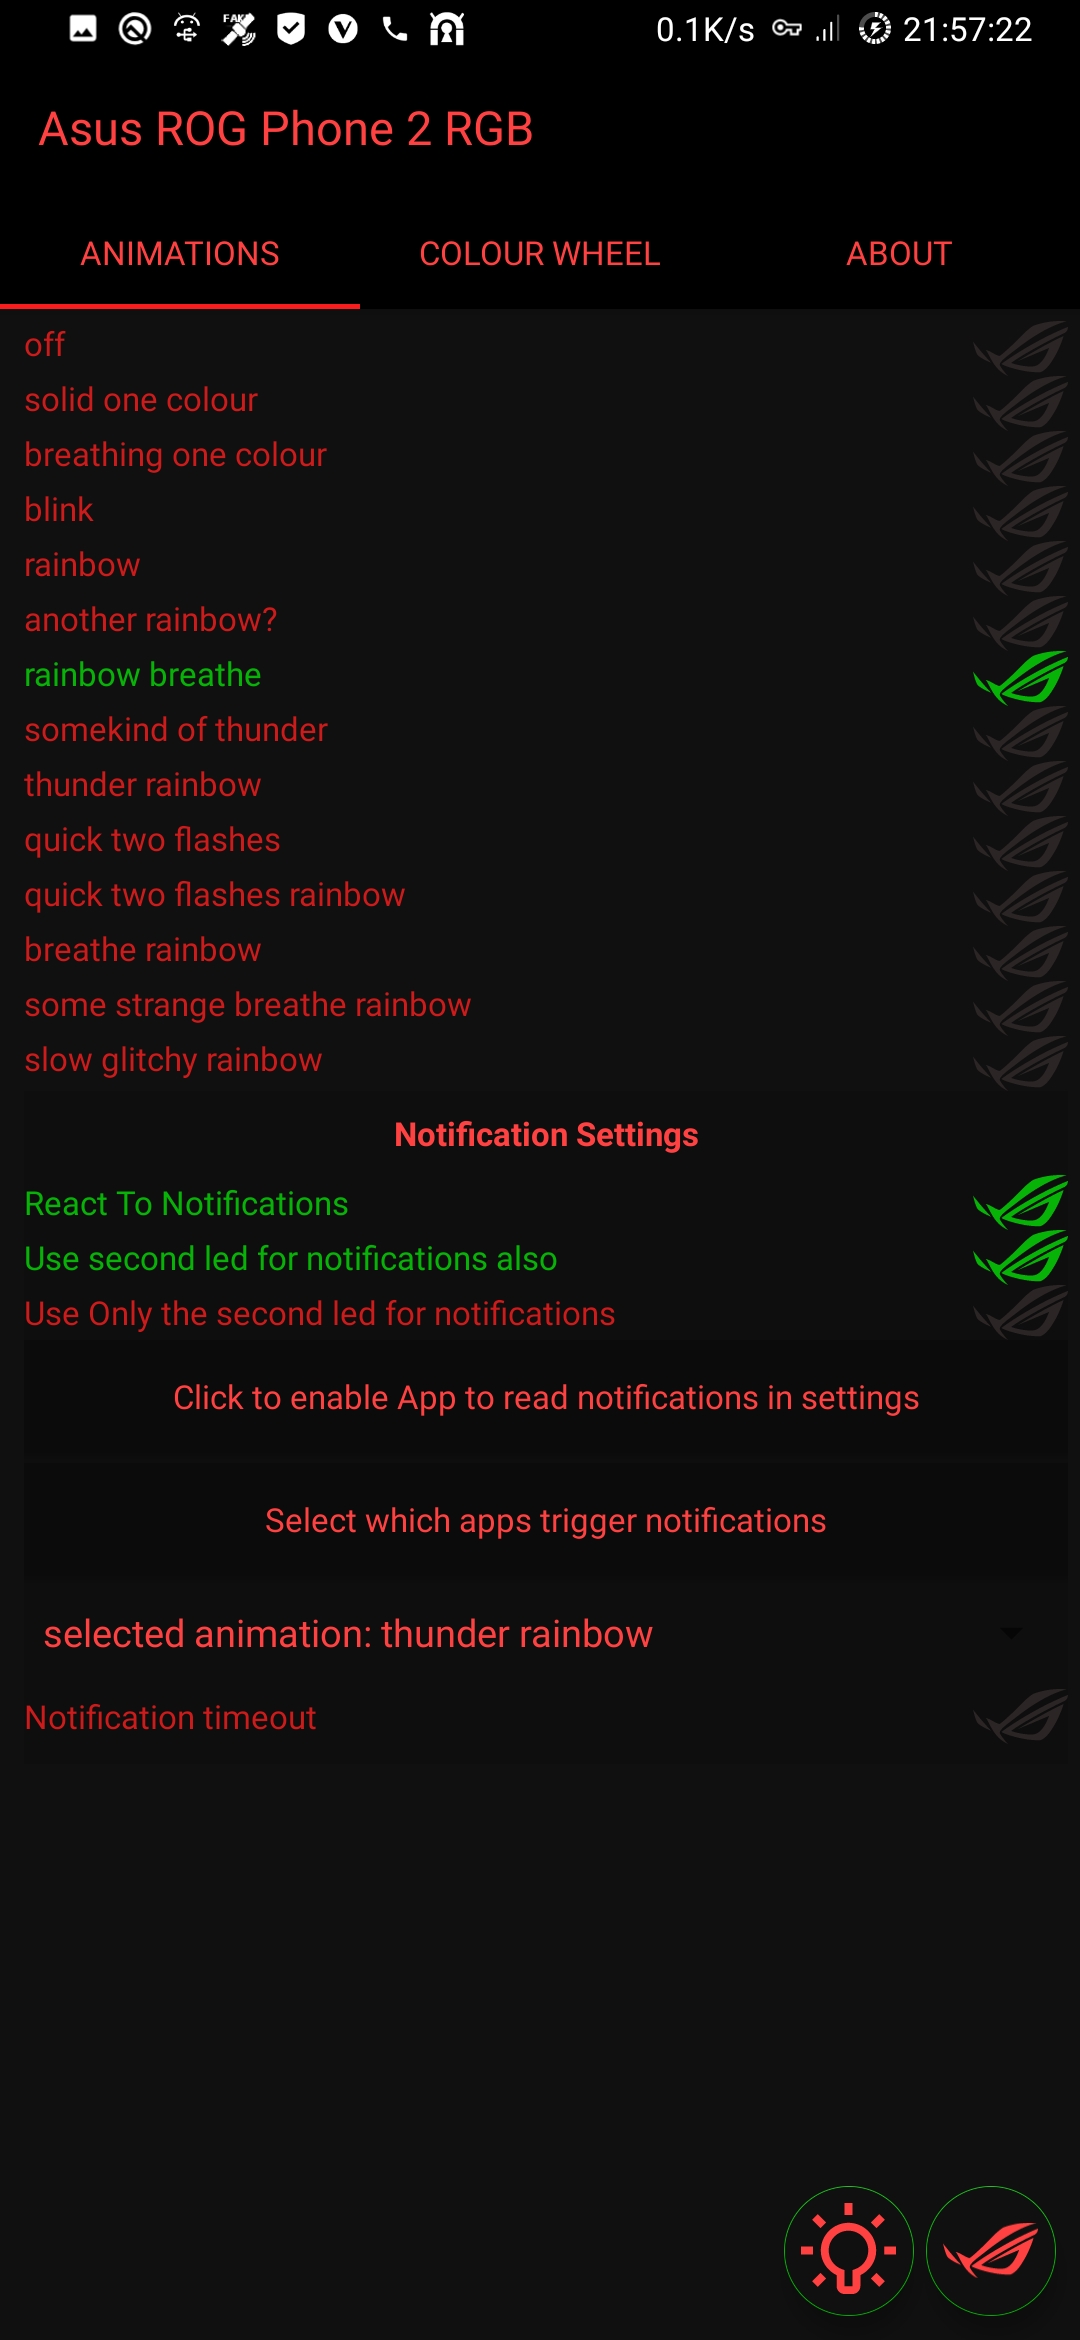 FAKE
0.1K/s 21:57:22
Asus ROG Phone 2 RGB
ANIMATIONS COLOUR WHEEL ABOUT
off
solid one colour
breathing one colour
blink
rainbow
another rainbow?
rainbow breathe
somekind of thunder
thunder rainbow
quick two flashes
quick two flashes rainbow
breathe rainbow
some strange breathe rainbow
slow glitchy rainbow
Notification Settings
React To Notifications
Use second led for notifications also
Use Only the second led for notifications
Click to enable App to read notifications in settings
Select which apps trigger notifications
selected animation: thunder rainbow
Notification timeout